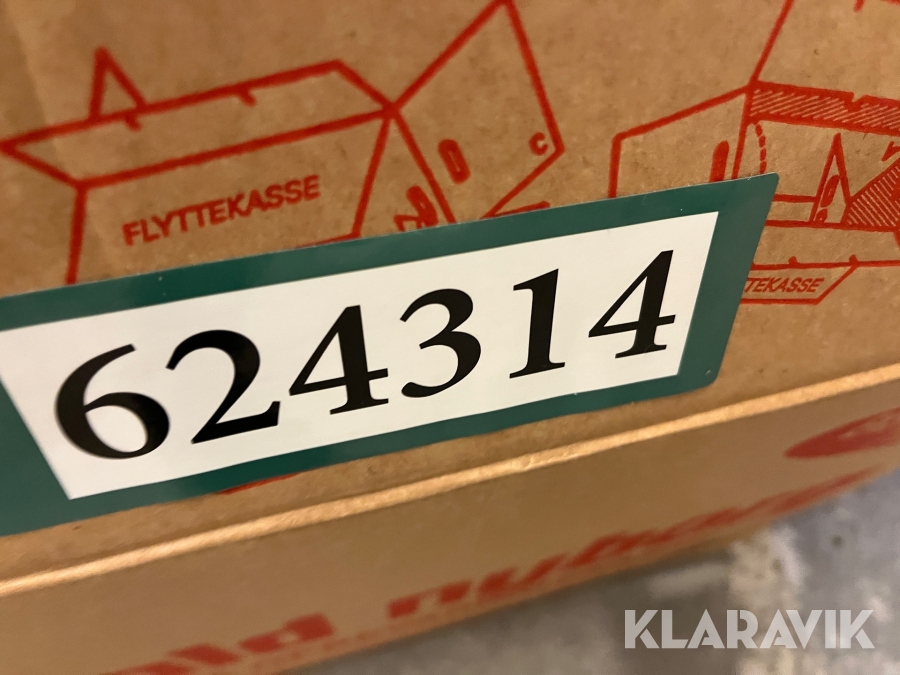 C
FLYTTEKASSE
TEKASSE
624314
KLARAVIK